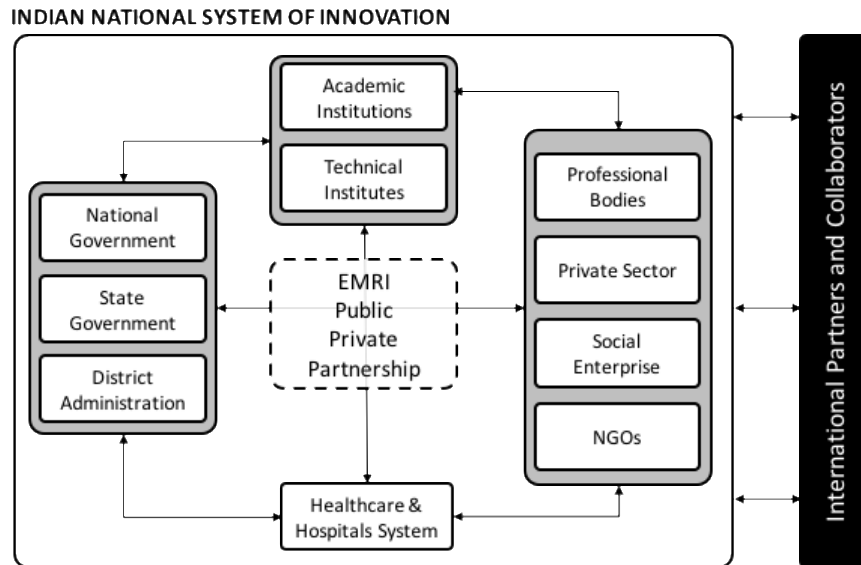 INDIAN NATIONAL SYSTEM OF INNOVATION
Academic
Institutions
Technical
Institutes
National
Government
State
Government
District
Administration
EMRI
Public
Private
Partnership
Professional
Bodies
Private Sector
Social
Enterprise
NGOs
Healthcare &
Hospitals System
International Partners and Collaborators